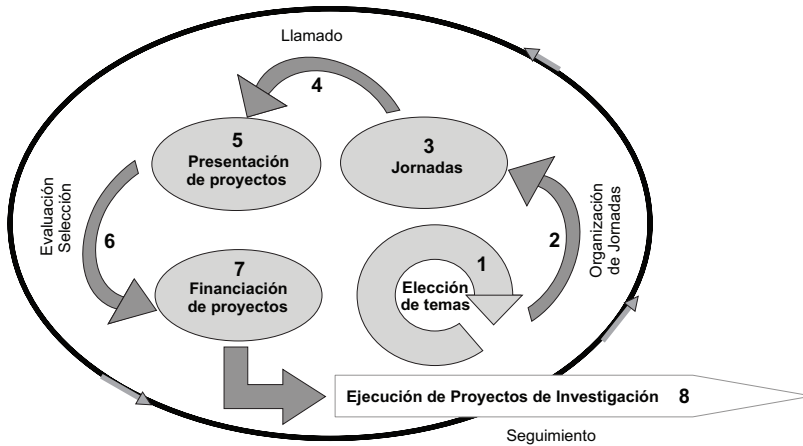 Llamado
4
5
Presentación
de proyectos
3
Jornadas
Evaluación
Selección
6
2
Organización
de Jornadas
7
Financiación
de proyectos
1
Elección
de temas
Ejecución de Proyectos de Investigación 8
Seguimiento